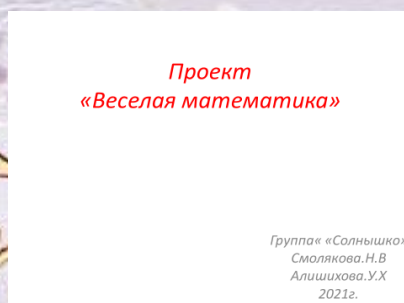 Проект
«Веселая математика»
Группа« «Солнышко»
Смолякова.Н.В
Алишихова.У.Х
2021г.